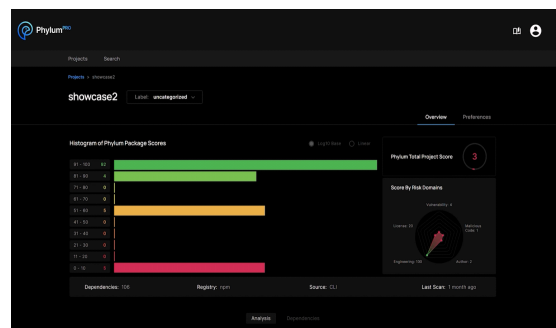 Phylum PRO
Projects Search
Projects > showcase2
showcase2 Label: uncategorized
Overview Preferences
Histogram of Phylum Package Scores
Log10 Base Linear
Phylum Total Project Score 3
91 - 100
81 - 90 4
71 - 80 0
61 - 70 0
51 - 60 5
41 - 50 0
31 - 40 0
21 - 30 0
11 - 20 0
0 - 10
Score By Risk Domains
Vulnerability: 4
Malicious Code: 1
Author: 2
Engineering: 100
Dependencies: 106 Registry: npm Source: CLI Last Scan: 1 month ago
Analysis Dependencies